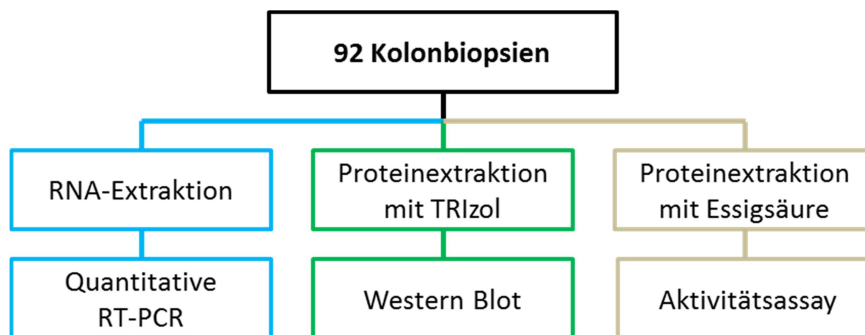 92 Kolonbiopsien
RNA-Extraktion
Proteinextraktion
mit TRIzol
Proteinextraktion
mit Essigsäure
Quantitative
RT-PCR
Western Blot
Aktivitätsassay